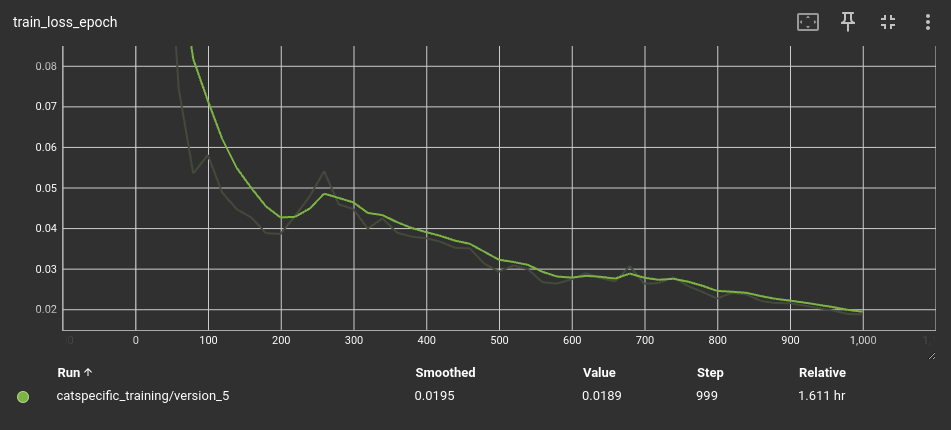 train_loss_epoch
0.08
0.07
0.06
0.05
0.04
0.03
0.02
0 100 200 300 400 500 600 700 800 900 1,000
Run ↑ Smoothed Value Step Relative
catspecific_training/version_5 0.0195 0.0189 999 1.611 hr